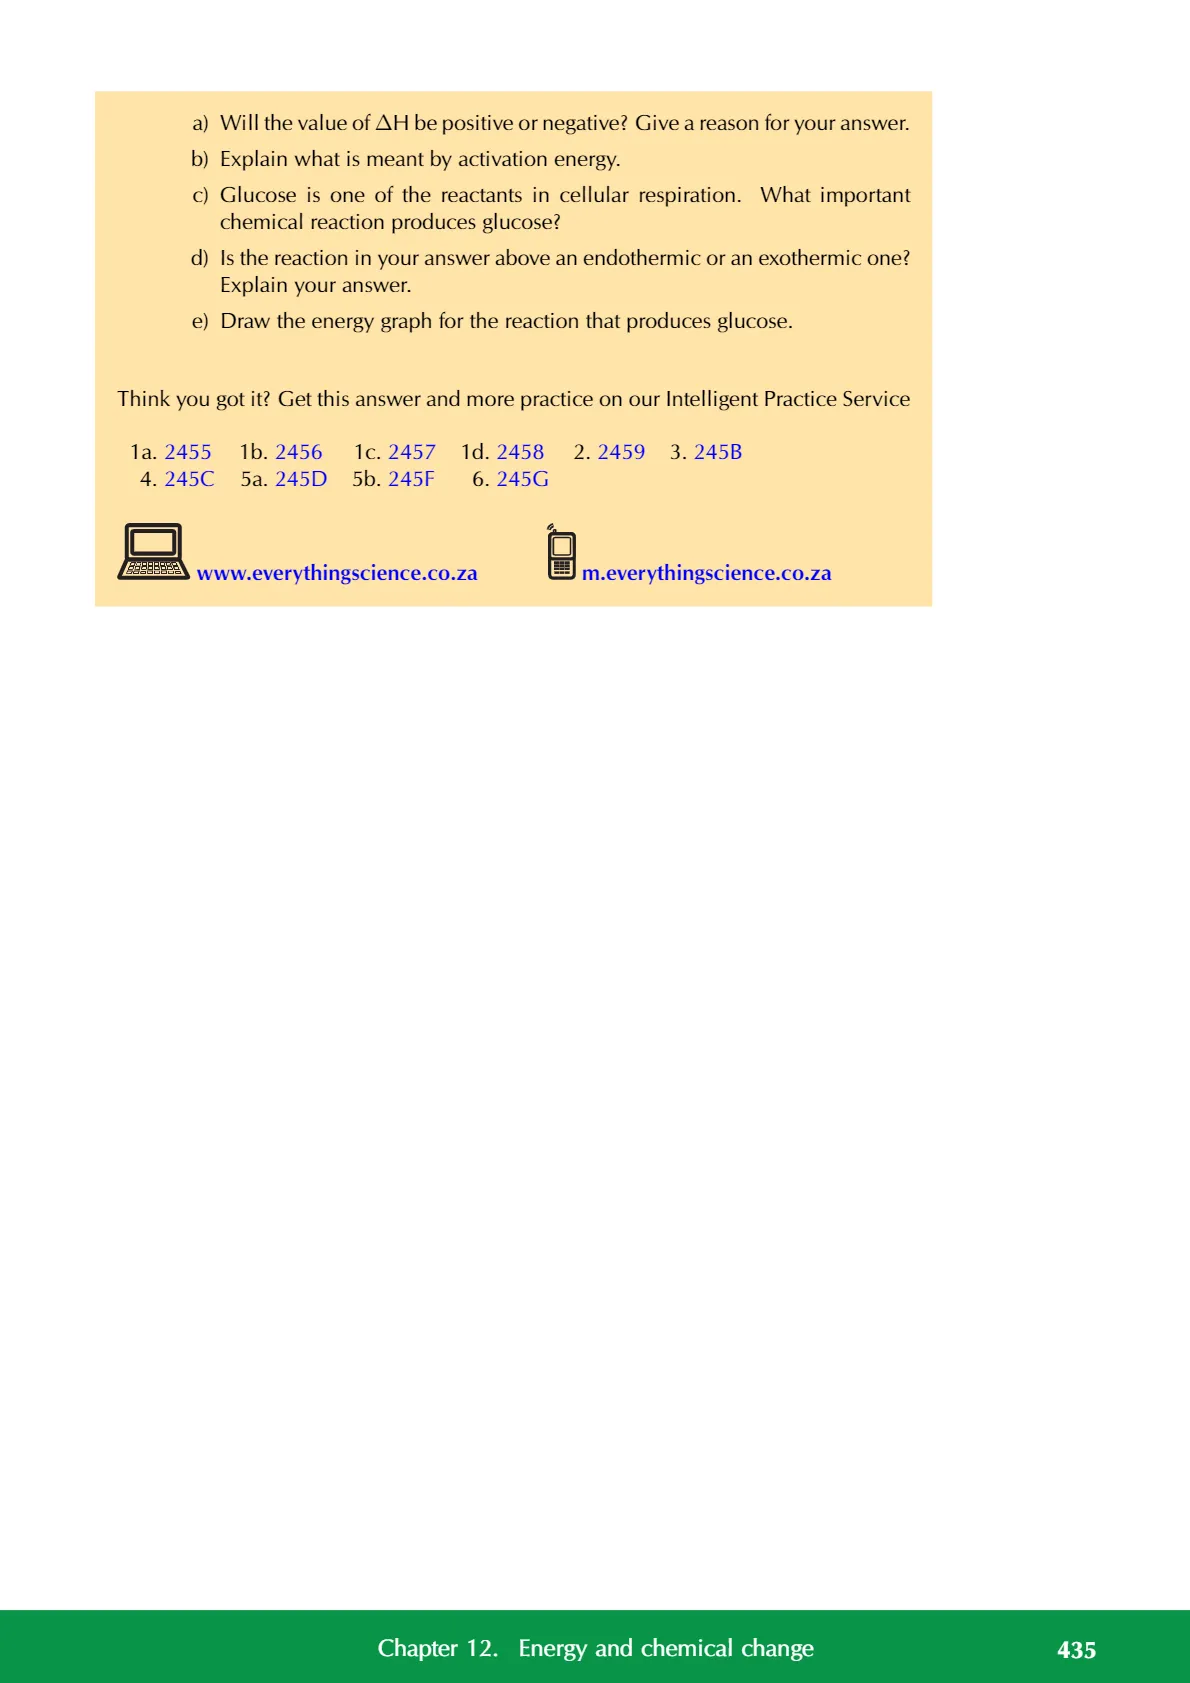 a) Will the value of ΔH be positive or negative? Give a reason for your answer.
b) Explain what is meant by activation energy.
c) Glucose is one of the reactants in cellular respiration. What important
chemical reaction produces glucose?
d) Is the reaction in your answer above an endothermic or an exothermic one?
Explain your answer.
e) Draw the energy graph for the reaction that produces glucose.
Think you got it? Get this answer and more practice on our Intelligent Practice Service
1a. 2455 1b. 2456 1c. 2457 1d. 2458 2. 2459 3. 245B
4. 245C 5a. 245D 5b. 245F 6. 245G
www.everythingscience.co.za m.everythingscience.co.za
Chapter 12. Energy and chemical change 435